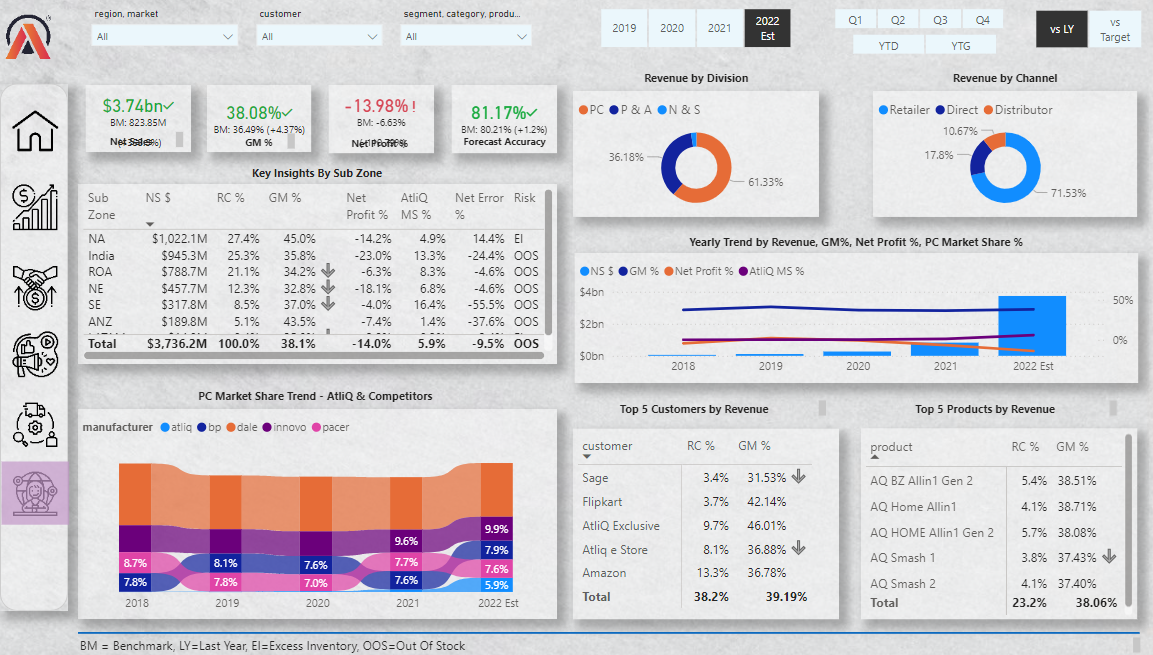 region, market
customer
segment, category, produ...
All
All
All
2019
2020
2021
2022
Est
Q1
Q2
Q3
Q4
YTD
YTG
vs LY
vs
Target
$3.74bn
BM: 823.85M
Net Sales
38.08%
BM: 36.49% (+4.37%)
GM %
-13.98% !
BM: -6.63%
Net Profit %
81.17%
BM: 80.21% (+1.2%)
Forecast Accuracy
Revenue by Division
PC P & A N & S
36.18%
61.33%
Revenue by Channel
Retailer Direct Distributor
10.67%
17.8%
71.53%
Key Insights By Sub Zone
Sub Zone NS $ RC % GM % Net Profit % AtliQ MS % Net Error % Risk
NA $1,022.1M 27.4% 45.0% -14.2% 4.9% 14.4% EI
India $945.3M 25.3% 35.8% -23.0% 13.3% -24.4% OOS
ROA $788.7M 21.1% 34.2% -6.3% 8.3% -4.6% OOS
NE $457.7M 12.3% 32.8% -18.1% 6.8% -4.6% OOS
SE $317.8M 8.5% 37.0% -4.0% 16.4% -55.5% OOS
ANZ $189.8M 5.1% 43.5% -7.4% 1.4% -37.6% OOS
Total $3,736.2M 100.0% 38.1% -14.0% 5.9% -9.5% OOS
Yearly Trend by Revenue, GM%, Net Profit %, PC Market Share %
NS $ GM % Net Profit % AtliQ MS %
$4bn
$2bn
$0bn
50%
0%
2018 2019 2020 2021 2022 Est
PC Market Share Trend - AtliQ & Competitors
manufacturer atliq bp dale innovo pacer
8.7%
7.8%
8.1%
7.8%
7.6%
7.0%
9.6%
7.7%
7.6%
9.9%
7.9%
7.6%
5.9%
2018 2019 2020 2021 2022 Est
Top 5 Customers by Revenue
customer RC % GM %
Sage 3.4% 31.53%
Flipkart 3.7% 42.14%
AtliQ Exclusive 9.7% 46.01%
Atliq e Store 8.1% 36.88%
Amazon 13.3% 36.78%
Total 38.2% 39.19%
Top 5 Products by Revenue
product RC % GM %
AQ BZ Allin1 Gen 2 5.4% 38.51%
AQ Home Allin1 4.1% 38.71%
AQ HOME Allin1 Gen 2 5.7% 38.08%
AQ Smash 1 3.8% 37.43%
AQ Smash 2 4.1% 37.40%
Total 23.2% 38.06%
BM = Benchmark, LY=Last Year, EI=Excess Inventory, OOS=Out Of Stock